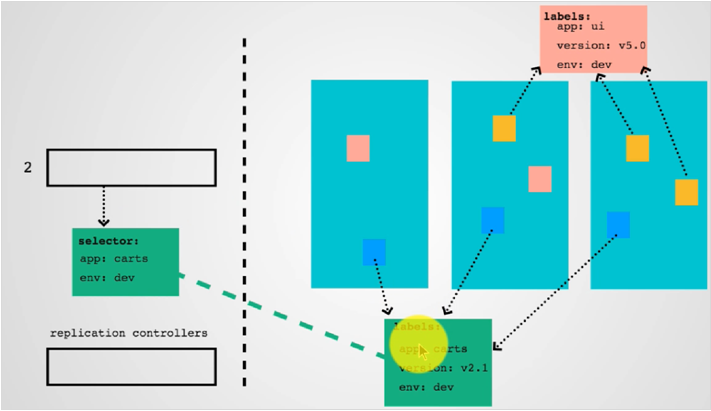 labels:
app: ui
version: v5.0
env: dev
2
selector:
app: carts
env: dev
replication controllers
labels:
app: carts
version: v2.1
env: dev